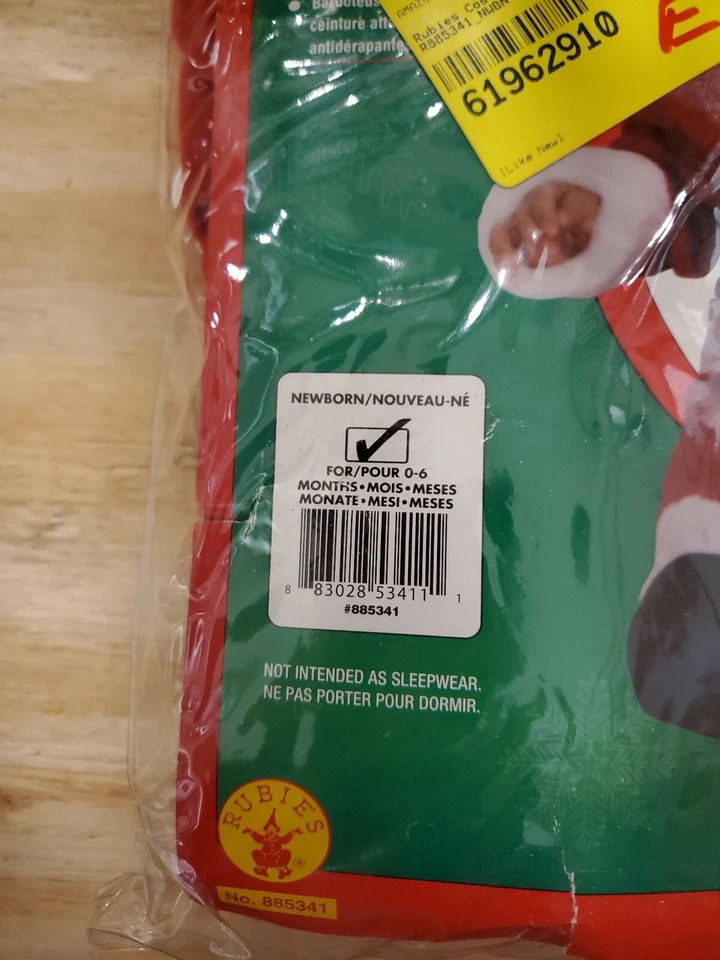 ceinture
antidérapante
Rubies
R885341_NWBN
61962910
[Like New]
E
NEWBORN/NOUVEAU-NÉ
FOR/POUR 0-6
MONTHS•MOIS•MESES
MONATE•MESI•MESES
8 83028 53411 1
#885341
NOT INTENDED AS SLEEPWEAR.
NE PAS PORTER POUR DORMIR.
RUBIE'S
®
No. 885341